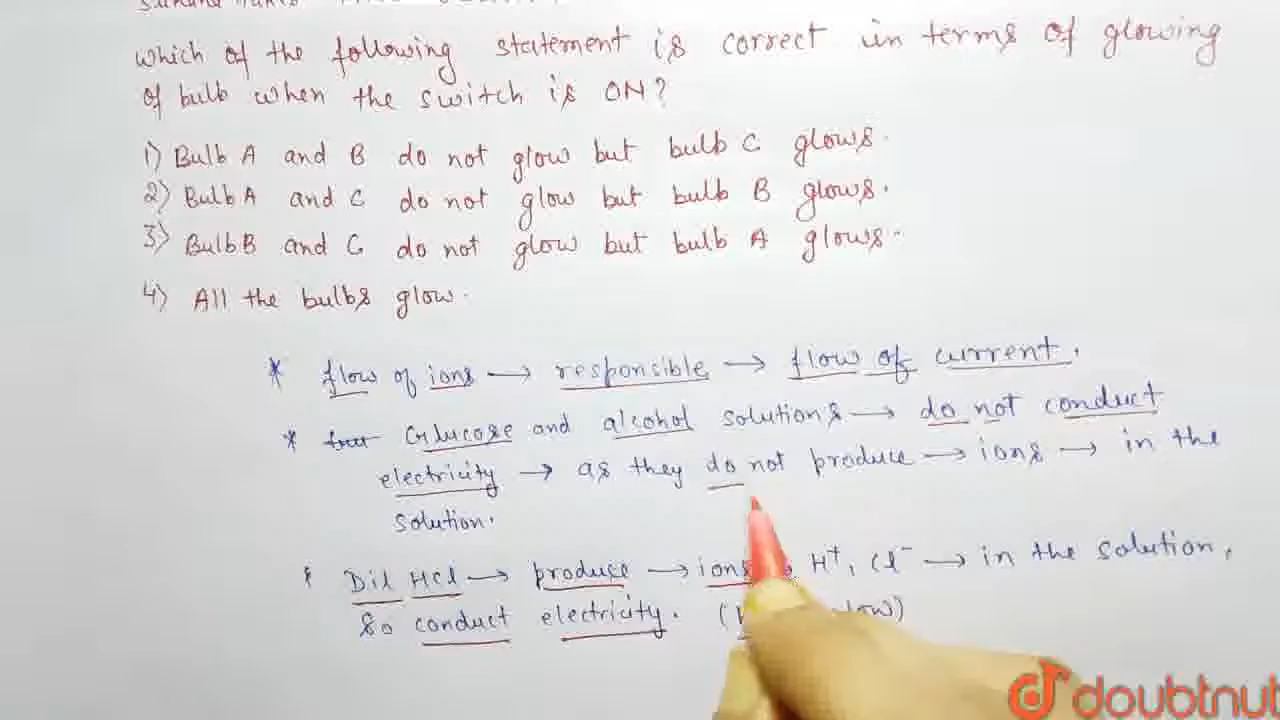 which of the following statement is correct in terms of glowing
of bulb when the switch is ON?
1) Bulb A and B do not glow but bulb C glows.
2) Bulb A and C do not glow but bulb B glows.
3) Bulb B and C do not glow but bulb A glows.
4) All the bulbs glow.
* flow of ions → responsible → flow of current.
* Glucose and alcohol solutions → do not conduct
electricity → as they do not produce → ions → in the
solution.
* Dil HCl → produce → ions H⁺, Cl⁻ → in the solution,
so conduct electricity.
doubtnut